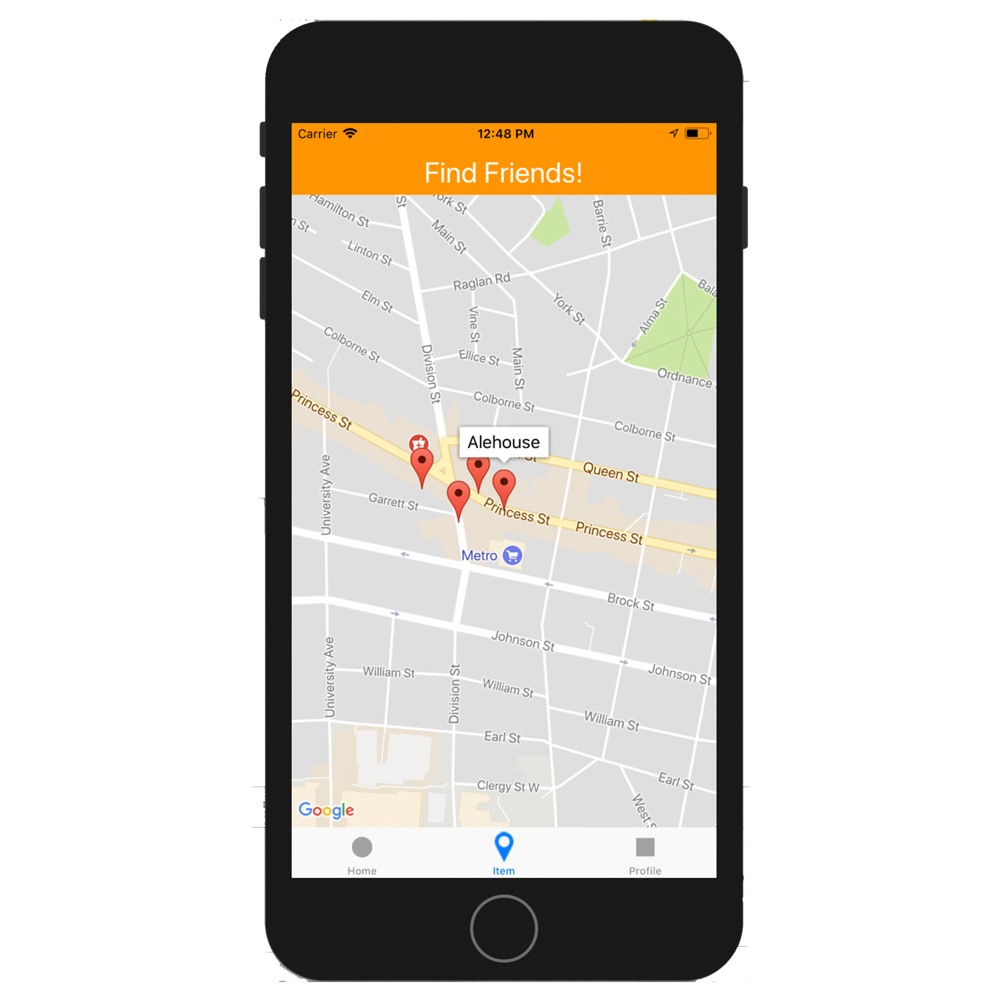 Carrier
12:48 PM
Find Friends!
Hamilton St
St
York St
Barrie St
n St
Main St
Linton St
Raglan Rd
Elm St
Vine St
York St
Alma St
Bala
Colborne St
Division St
Ellice St
Main St
Ordnance
Colborne St
Princess St
Colborne St
Alehouse
St
Queen St
University Ave
Garrett St
Princess St
Princess St
Metro
Brock St
Johnson St
University Ave
William St
Division St
William St
Johnson St
William St
Earl St
Clergy St W
Earl St
West S
Google
Home
Item
Profile